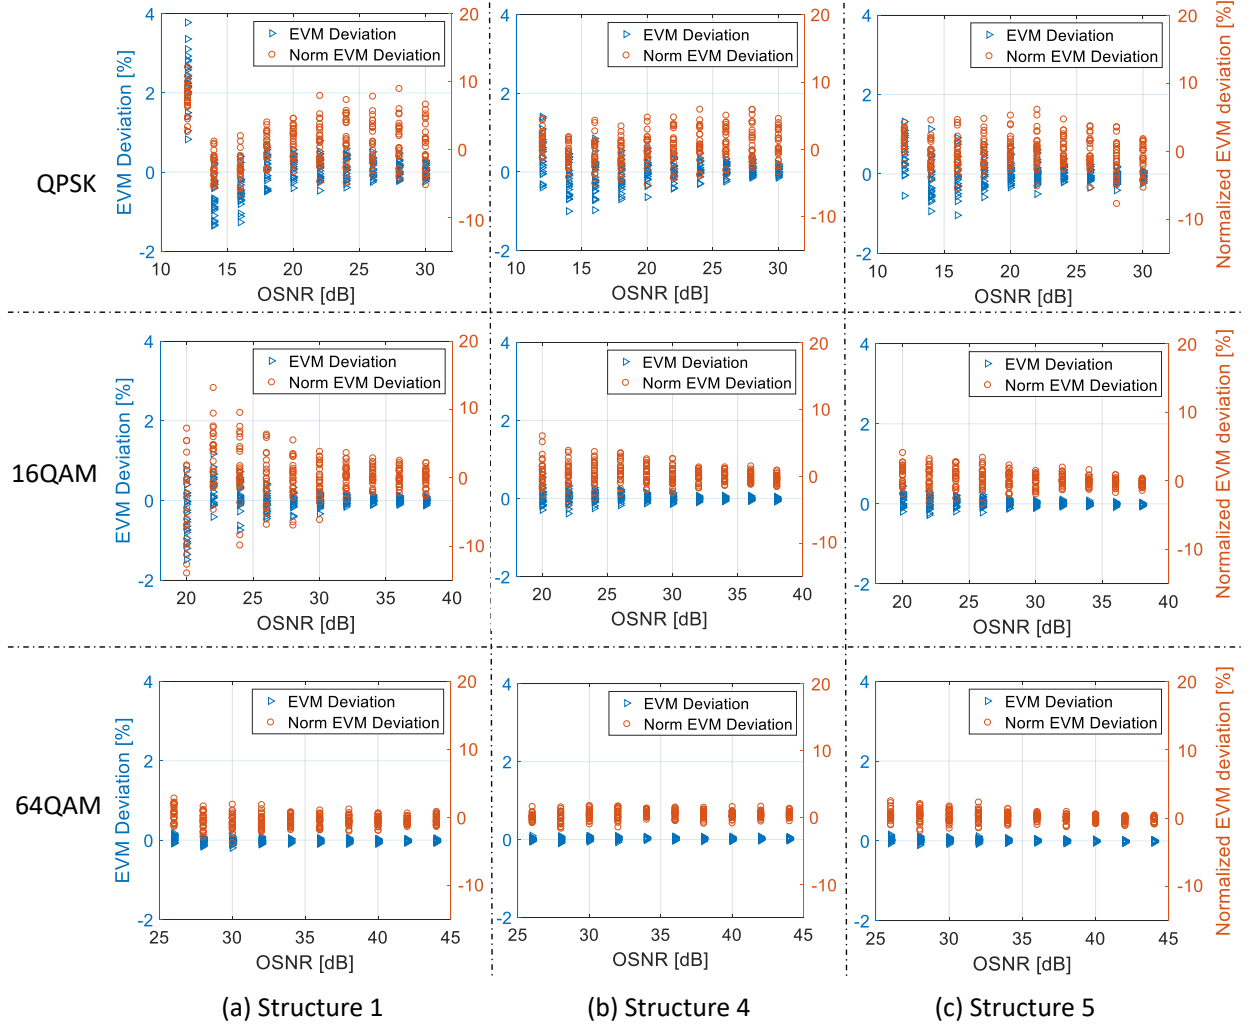 QPSK
EVM Deviation [%]
4
2
0
-2
20
10
0
-10
EVM Deviation
Norm EVM Deviation
10 15 20 25 30
OSNR [dB]
4
2
0
-2
20
10
0
-10
EVM Deviation
Norm EVM Deviation
10 15 20 25 30
OSNR [dB]
4
2
0
-2
20
10
0
-10
Normalized EVM deviation [%]
EVM Deviation
Norm EVM Deviation
10 15 20 25 30
OSNR [dB]
16QAM
EVM Deviation [%]
4
2
0
-2
20
10
0
-10
EVM Deviation
Norm EVM Deviation
20 25 30 35 40
OSNR [dB]
4
2
0
-2
20
10
0
-10
EVM Deviation
Norm EVM Deviation
20 25 30 35 40
OSNR [dB]
4
2
0
-2
20
10
0
-10
Normalized EVM deviation [%]
EVM Deviation
Norm EVM Deviation
20 25 30 35 40
OSNR [dB]
64QAM
EVM Deviation [%]
4
2
0
-2
20
10
0
-10
EVM Deviation
Norm EVM Deviation
25 30 35 40 45
OSNR [dB]
4
2
0
-2
20
10
0
-10
EVM Deviation
Norm EVM Deviation
25 30 35 40 45
OSNR [dB]
4
2
0
-2
20
10
0
-10
Normalized EVM deviation [%]
EVM Deviation
Norm EVM Deviation
25 30 35 40 45
OSNR [dB]
(a) Structure 1
(b) Structure 4
(c) Structure 5